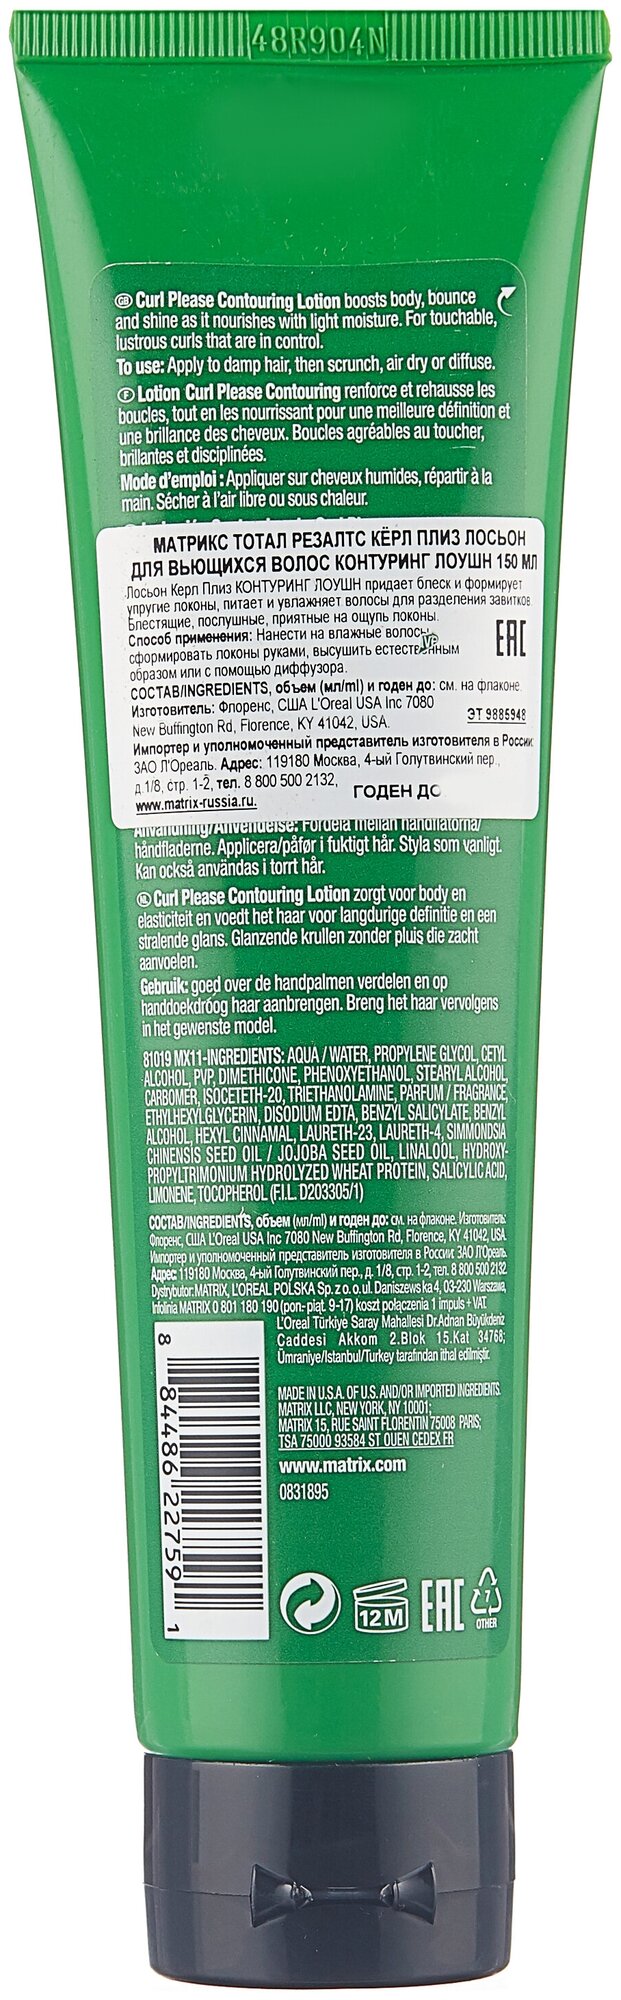 48R904N
GB Curl Please Contouring Lotion boosts body, bounce
and shine as it nourishes with light moisture. For touchable,
lustrous curls that are in control.
To use: Apply to damp hair, then scrunch, air dry or diffuse.
F Lotion Curl Please Contouring renforce et rehausse les
boucles, tout en les nourrissant pour une meilleure définition et
une brillance des cheveux. Boucles agréables au toucher,
brillantes et disciplinées.
Mode d'emploi : Appliquer sur cheveux humides, répartir à la
main. Sécher à l'air libre ou sous chaleur.
МАТРИКС ТОТАЛ РЕЗАЛТС КЁРЛ ПЛИЗ ЛОСЬОН
ДЛЯ ВЬЮЩИХСЯ ВОЛОС КОНТУРИНГ ЛОУШН 150 МЛ
Лосьон Керл Плиз КОНТУРИНГ ЛОУШН придает блеск и формирует
упругие локоны, питает и увлажняет волосы для разделения завитков.
Блестящие, послушные, приятные на ощупь локоны.
Способ применения: Нанести на влажные волосы,
сформировать локоны руками, высушить естественным
образом или с помощью диффузора.
EAC
СОСТАВ/INGREDIENTS, объем (мл/ml) и годен до: см. на флаконе.
Изготовитель: Флоренс, США L'Oreal USA Inc 7080
New Buffington Rd, Florence, KY 41042, USA.
ЭТ 9885948
Импортер и уполномоченный представитель изготовителя в России:
ЗАО Л'Ореаль. Адрес: 119180 Москва, 4-ый Голутвинский пер.,
д.1/8, стр. 1-2, тел. 8 800 500 2132,
www.matrix-russia.ru.
ГОДЕН ДО
Användning/Anvendelse: Fordela mellan handflatorna/
håndfladerne. Applicera/påfør i fuktigt hår. Styla som vanligt.
Kan också användas i torrt hår.
NL Curl Please Contouring Lotion zorgt voor body en
elasticiteit en voedt het haar voor langdurige definitie en een
stralende glans. Glanzende krullen zonder pluis die zacht
aanvoelen.
Gebruik: goed over de handpalmen verdelen en op
handdoekdroog haar aanbrengen. Breng het haar vervolgens
in het gewenste model.
81019 MX11-INGREDIENTS: AQUA / WATER, PROPYLENE GLYCOL, CETYL
ALCOHOL, PVP, DIMETHICONE, PHENOXYETHANOL, STEARYL ALCOHOL,
CARBOMER, ISOCETETH-20, TRIETHANOLAMINE, PARFUM / FRAGRANCE,
ETHYLHEXYLGLYCERIN, DISODIUM EDTA, BENZYL SALICYLATE, BENZYL
ALCOHOL, HEXYL CINNAMAL, LAURETH-23, LAURETH-4, SIMMONDSIA
CHINENSIS SEED OIL / JOJOBA SEED OIL, LINALOOL, HYDROXY-
PROPYLTRIMONIUM HYDROLYZED WHEAT PROTEIN, SALICYLIC ACID,
LIMONENE, TOCOPHEROL (F.I.L. D203305/1)
СОСТАВ/INGREDIENTS, объем (мл/ml) и годен до: см. на флаконе. Изготовитель:
Флоренс, США L'Oreal USA Inc 7080 New Buffington Rd, Florence, KY 41042, USA.
Импортер и уполномоченный представитель изготовителя в России: ЗАО Л'Ореаль.
Адрес: 119180 Москва, 4-ый Голутвинский пер., д. 1/8, стр. 1-2, тел. 8 800 500 2132
Dystrybutor: MATRIX, L'OREAL POLSKA Sp. z o. o. ul. Daniszewska 4, 03-230 Warszawa,
Infolinia MATRIX 0 801 180 190 (pon-piąt. 9-17) koszt połączenia 1 impuls + VAT.
L'Oreal Türkiye Saray Mahallesi Dr. Adnan Büyükdeniz
Caddesi Akkom 2.Blok 15.Kat 34768;
Ümraniye/Istanbul/Turkey tarafından ithal edilmiştir.
8 84486 22759 1
MADE IN U.S.A. OF U.S. AND/OR IMPORTED INGREDIENTS.
MATRIX LLC, NEW YORK, NY 10001;
MATRIX 15, RUE SAINT FLORENTIN 75008 PARIS;
TSA 75000 93584 ST OUEN CEDEX FR
www.matrix.com
0831895
12 M
EAC
7
OTHER